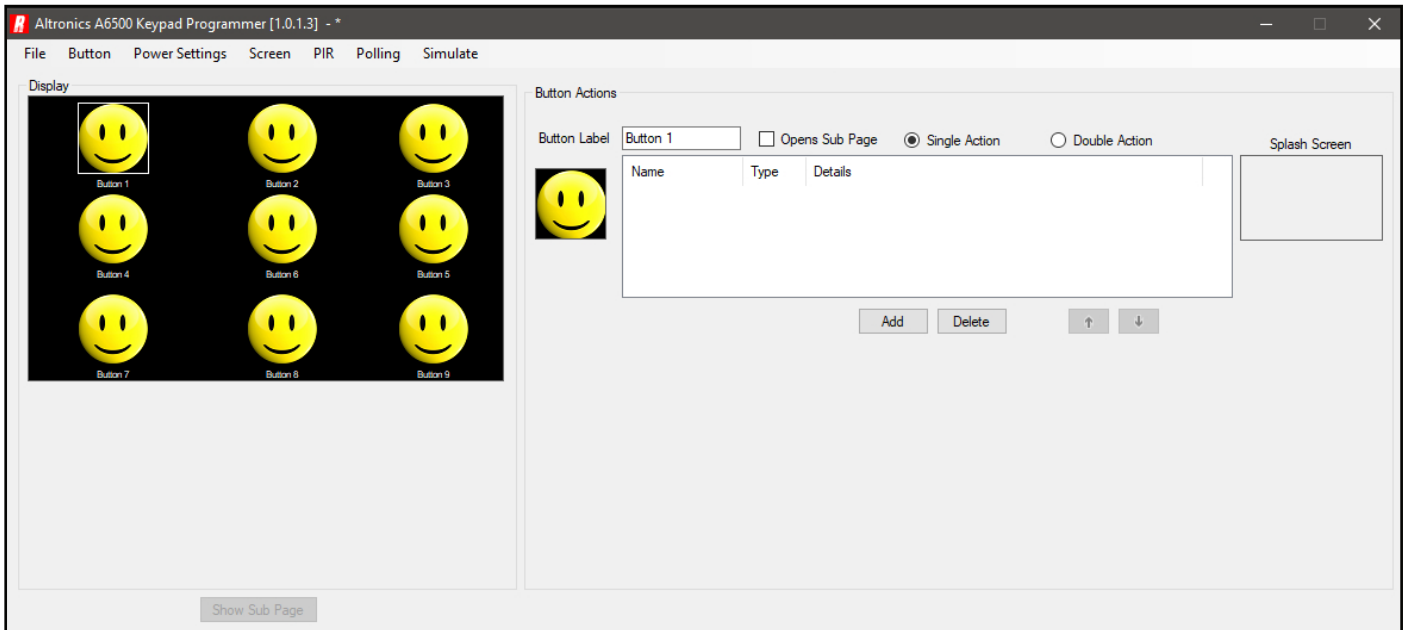 Altronics A6500 Keypad Programmer [1.0.1.3] - *
File Button Power Settings Screen PIR Polling Simulate
Display
Button 1 Button 2 Button 3
Button 4 Button 6 Button 5
Button 7 Button 8 Button 9
Show Sub Page
Button Actions
Button Label Button 1 Opens Sub Page Single Action Double Action
Splash Screen
Name Type Details
Add Delete